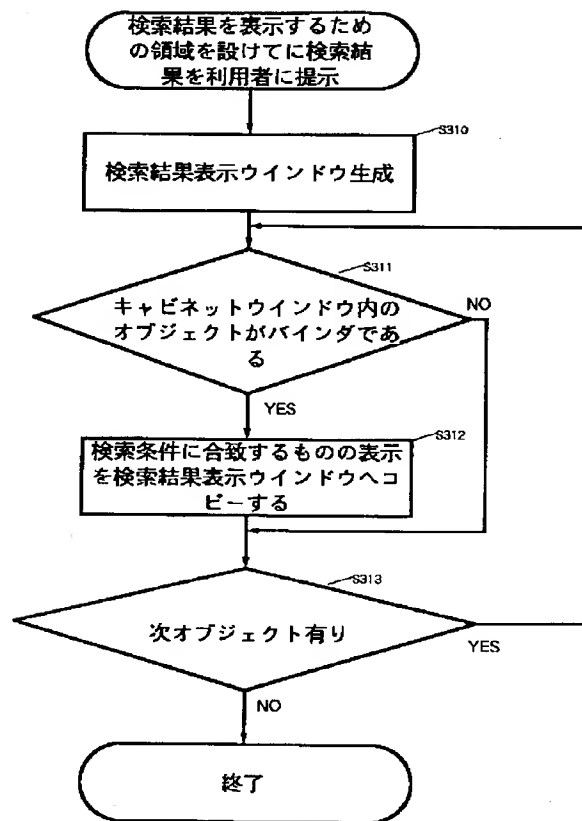 検索結果を表示するため
の領域を設けてに検索結
果を利用者に提示
S310
検索結果表示ウインドウ生成
S311
キャビネットウインドウ内の
オブジェクトがバインダであ
る
NO
YES
S312
検索条件に合致するものの表示
を検索結果表示ウインドウへコ
ピーする
S313
次オブジェクト有り
YES
NO
終了